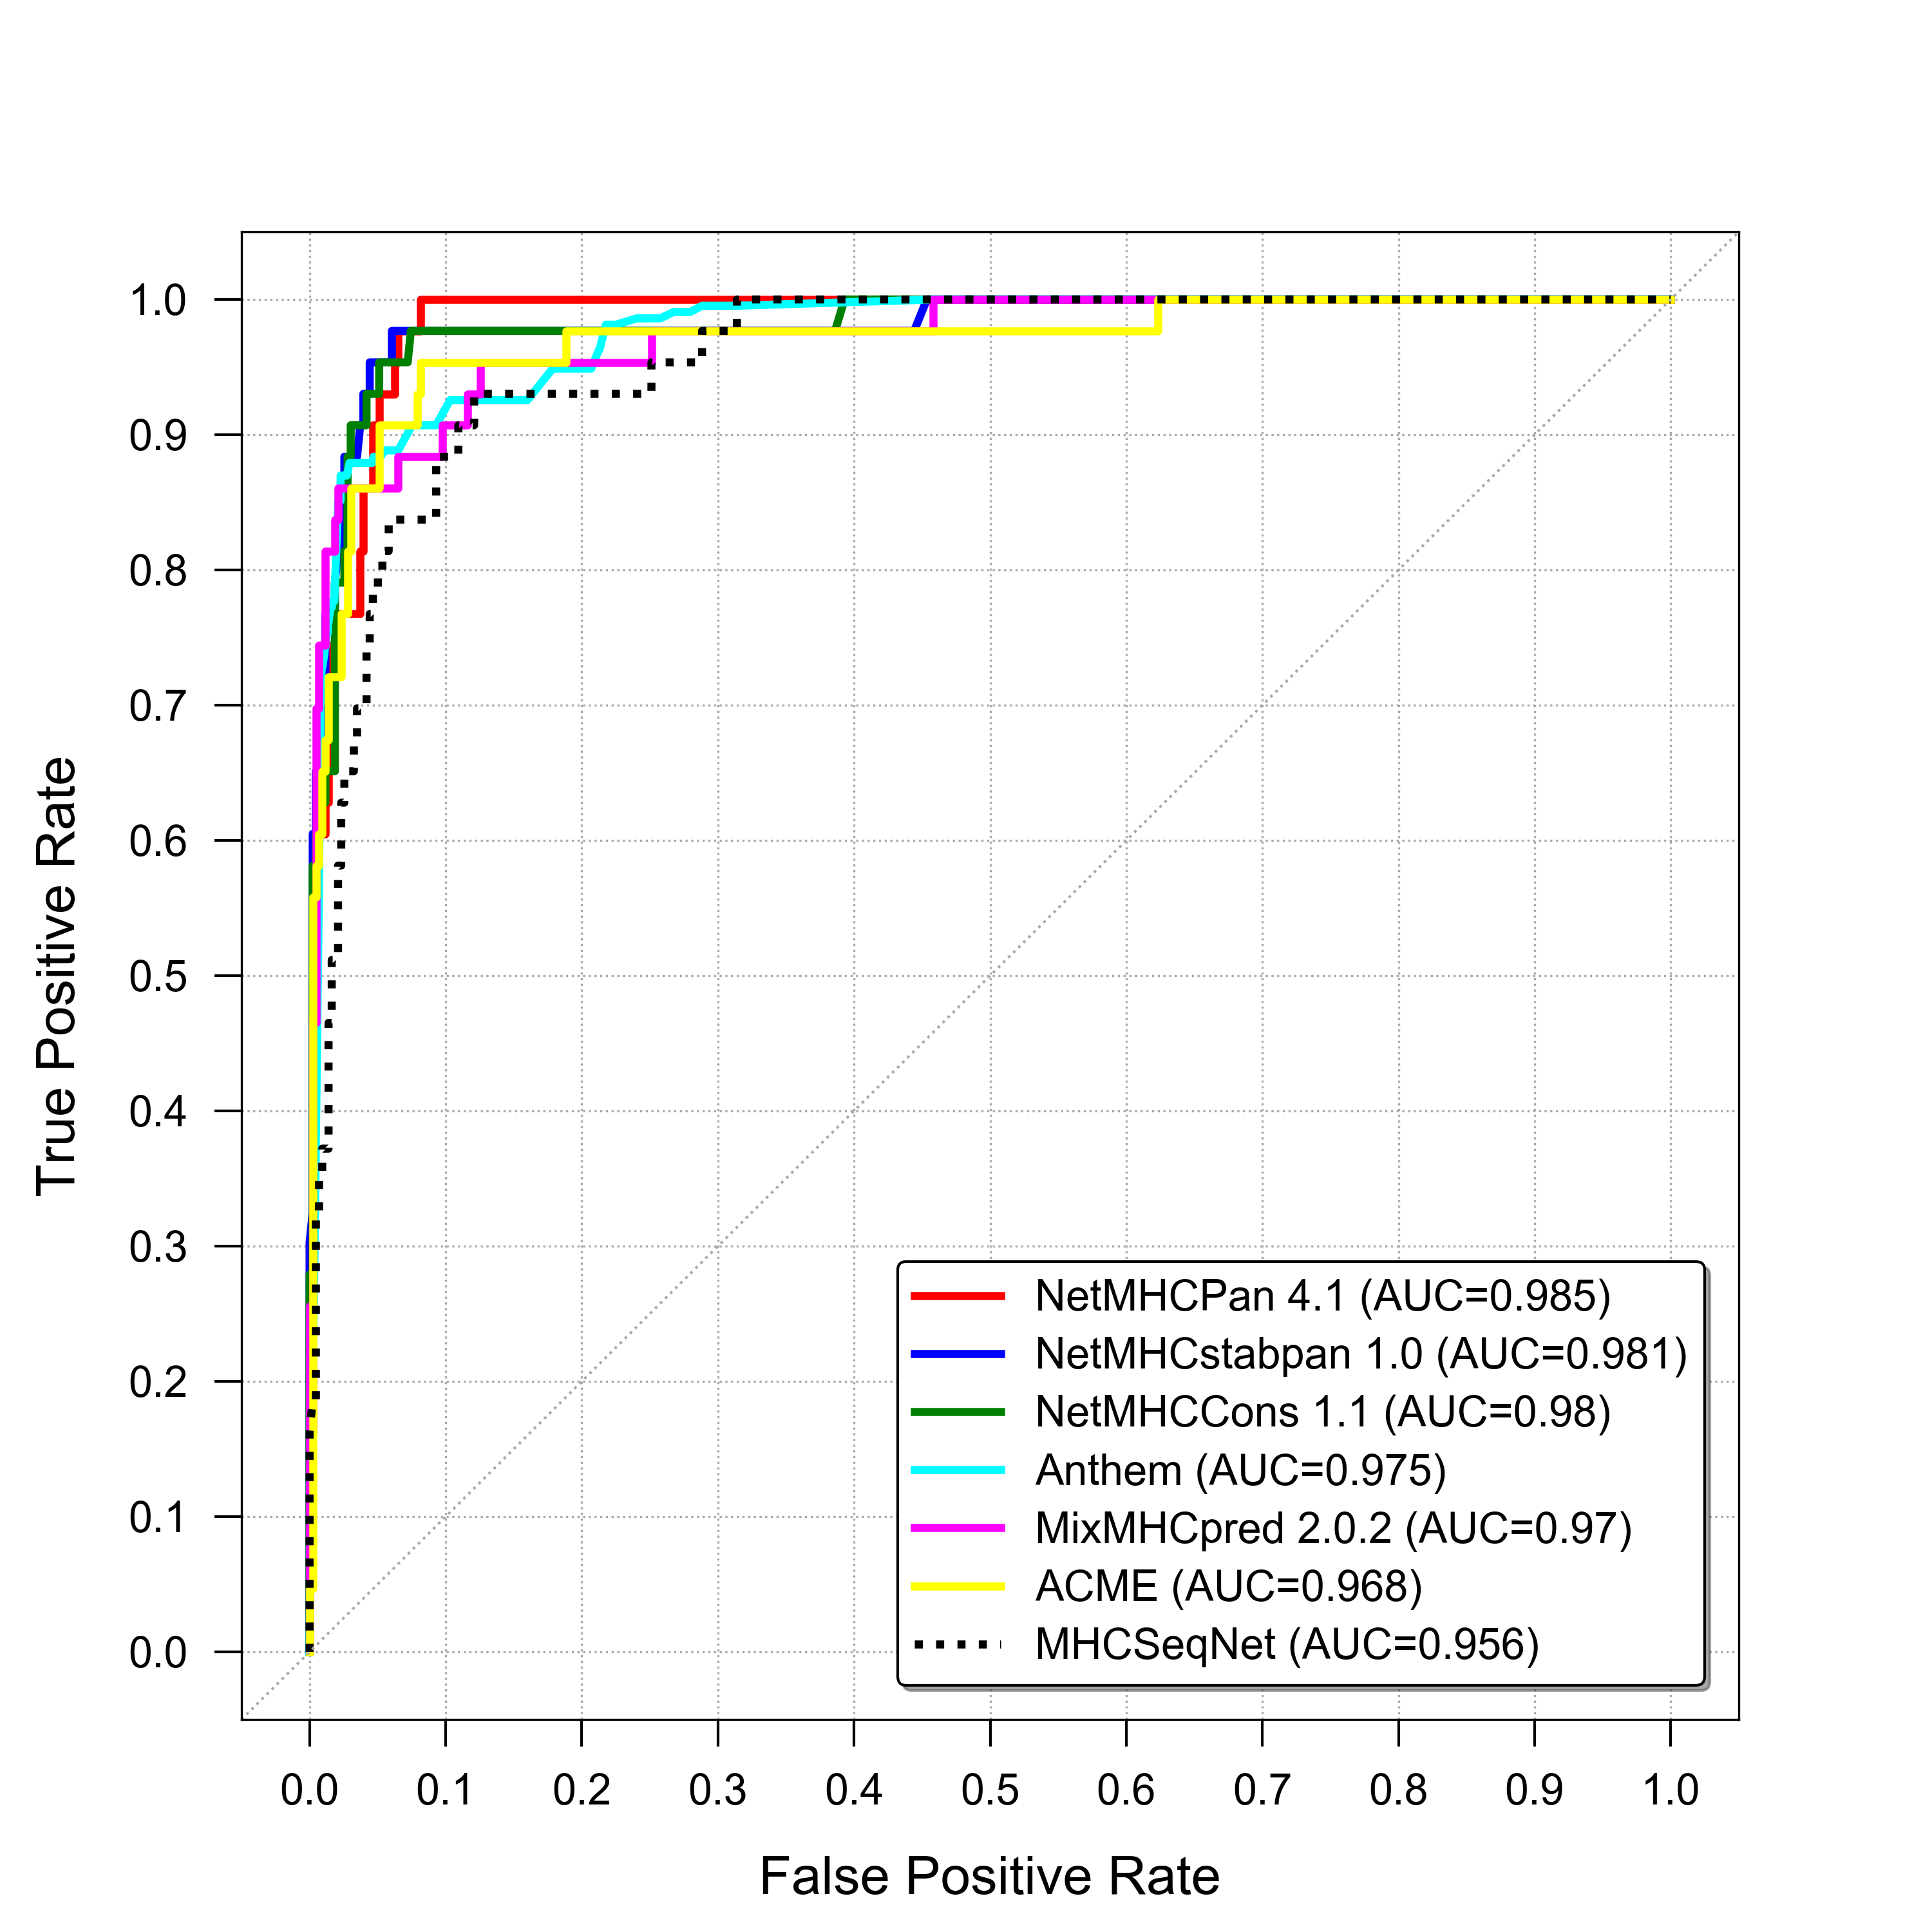 1.0
0.9
0.8
0.7
0.6
0.5
0.4
0.3
0.2
0.1
0.0
True Positive Rate
NetMHCPan 4.1 (AUC=0.985)
NetMHCstabpan 1.0 (AUC=0.981)
NetMHCCons 1.1 (AUC=0.98)
Anthem (AUC=0.975)
MixMHCpred 2.0.2 (AUC=0.97)
ACME (AUC=0.968)
MHCSeqNet (AUC=0.956)
0.0 0.1 0.2 0.3 0.4 0.5 0.6 0.7 0.8 0.9 1.0
False Positive Rate